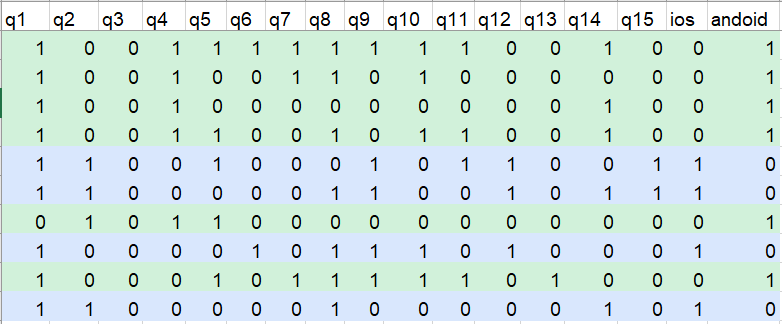 q1 q2 q3 q4 q5 q6 q7 q8 q9 q10 q11 q12 q13 q14 q15 ios andoid
1 0 0 1 1 1 1 1 1 1 1 0 0 1 0 0 1
1 0 0 1 0 0 1 1 0 1 0 0 0 0 0 0 1
1 0 0 1 0 0 0 0 0 0 0 0 0 1 0 0 1
1 0 0 1 1 0 0 1 0 1 1 0 0 1 0 0 1
1 1 0 0 1 0 0 0 1 0 1 1 0 0 1 1 0
1 1 0 0 0 0 0 1 1 0 0 1 0 1 1 1 0
0 1 0 1 1 0 0 0 0 0 0 0 0 0 0 0 1
1 0 0 0 0 1 0 1 1 1 0 1 0 0 0 1 0
1 0 0 0 1 0 1 1 1 1 1 0 1 0 0 0 1
1 1 0 0 0 0 0 1 0 0 0 0 0 1 0 1 0